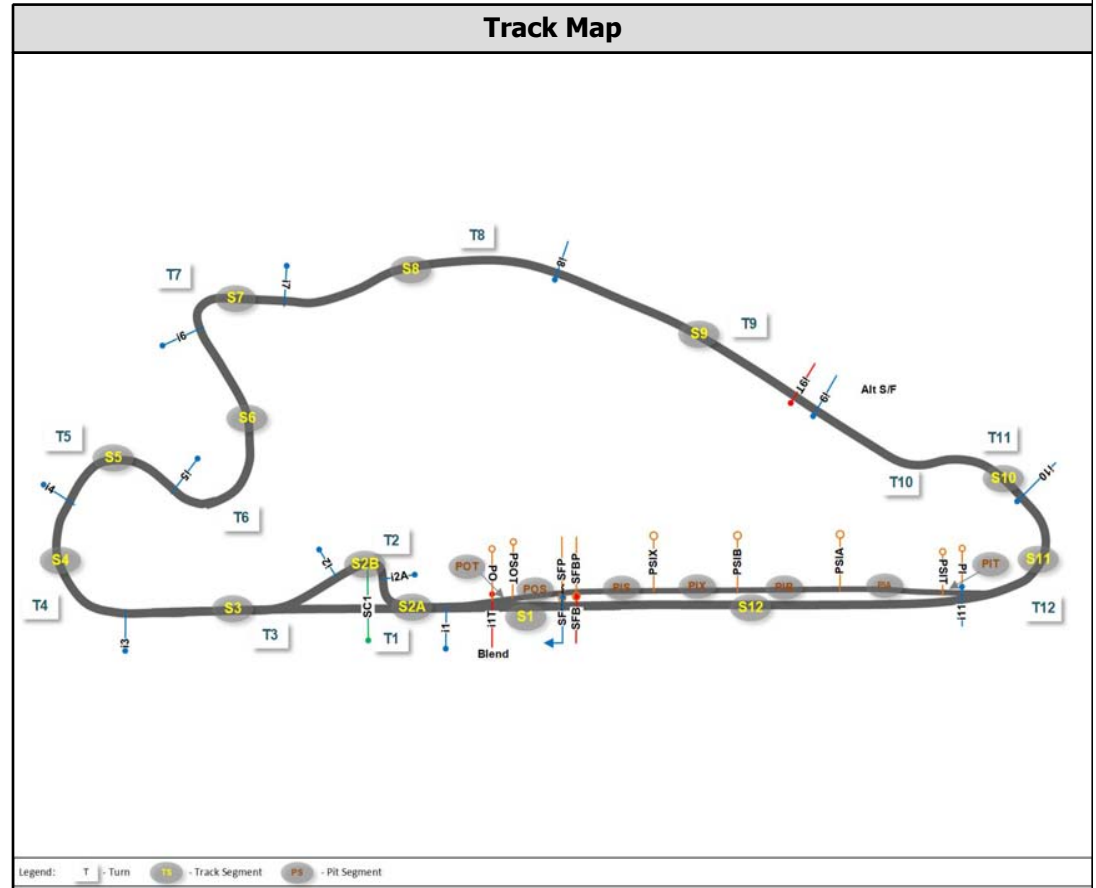 Track Map
T8
T7
i7
S8
i8
S7
i6
S9
T9
i9T
i9
Alt S/F
S6
T5
S5
T11
S10
i10
i5
i4
T10
T6
S4
T2
i2
S2B
i2A
SC1
POT
PO
PSOT
POS
SFP
SFBP
PIS
PSIX
PIX
PSIB
PIB
PSIA
PIA
PSIT
PI
PIT
S11
T4
S3
S2A
i1T
S1
SF
SFB
S12
i11
T12
i3
T3
T1
i1
Blend
Legend: T - Turn TS - Track Segment PS - Pit Segment